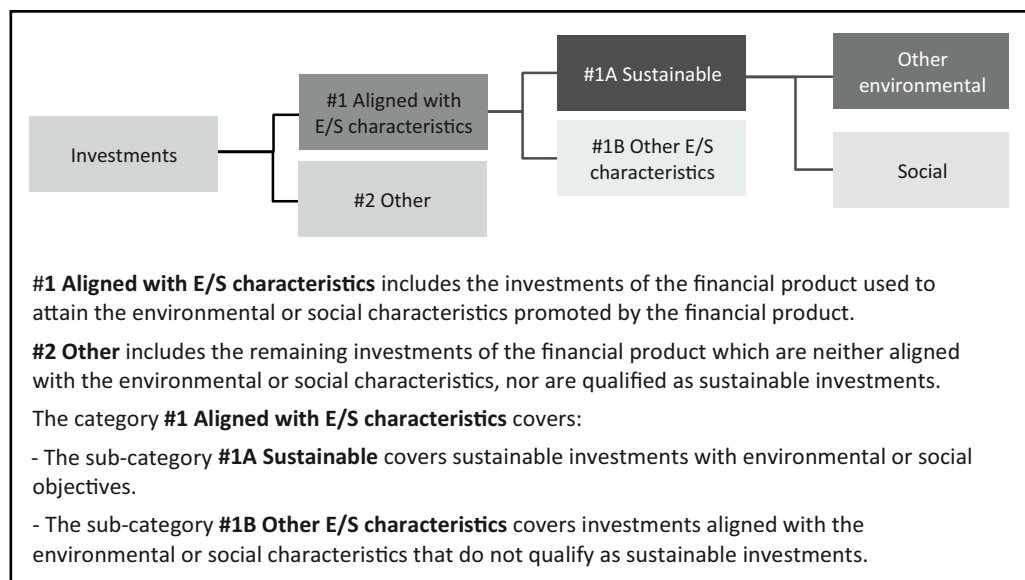 Investments
#1 Aligned with
E/S characteristics
#2 Other
#1A Sustainable
#1B Other E/S
characteristics
Other
environmental
Social
#1 Aligned with E/S characteristics includes the investments of the financial product used to
attain the environmental or social characteristics promoted by the financial product.
#2 Other includes the remaining investments of the financial product which are neither aligned
with the environmental or social characteristics, nor are qualified as sustainable investments.
The category #1 Aligned with E/S characteristics covers:
- The sub-category #1A Sustainable covers sustainable investments with environmental or social
objectives.
- The sub-category #1B Other E/S characteristics covers investments aligned with the
environmental or social characteristics that do not qualify as sustainable investments.